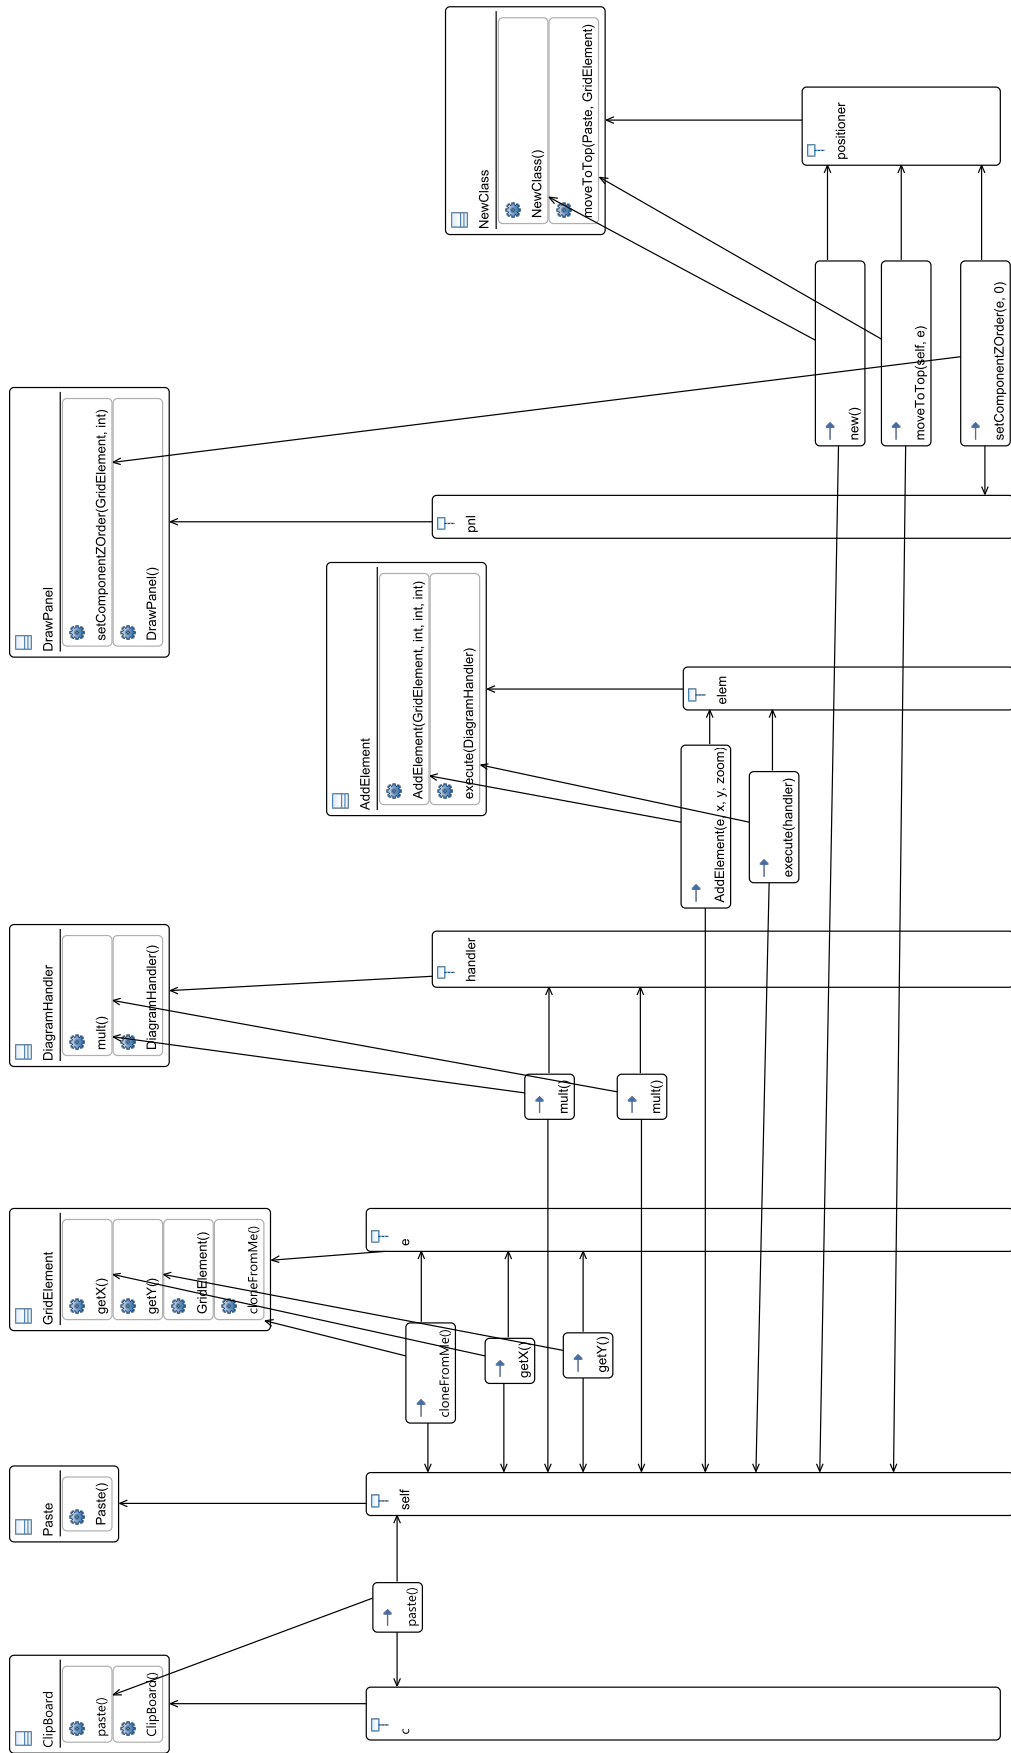 ClipBoard
paste()
ClipBoard()
Paste
Paste()
GridElement
getX()
getY()
GridElement()
cloneFromMe()
DiagramHandler
mult()
DiagramHandler()
DrawPanel
setComponentZOrder(GridElement, int)
DrawPanel()
AddElement
AddElement(GridElement, int, int, int)
execute(DiagramHandler)
NewClass
NewClass()
moveToTop(Paste, GridElement)
c
paste()
self
e
cloneFromMe()
getX()
getY()
handler
mult()
mult()
pnl
elem
AddElement(e, x, y, zoom)
execute(handler)
positioner
new()
moveToTop(self, e)
setComponentZOrder(e, 0)